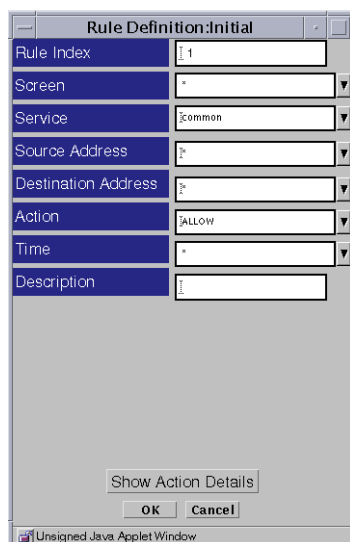 Rule Definition:Initial
Rule Index 1
Screen *
Service common
Source Address *
Destination Address *
Action ALLOW
Time *
Description
Show Action Details
OK Cancel
Unsigned Java Applet Window